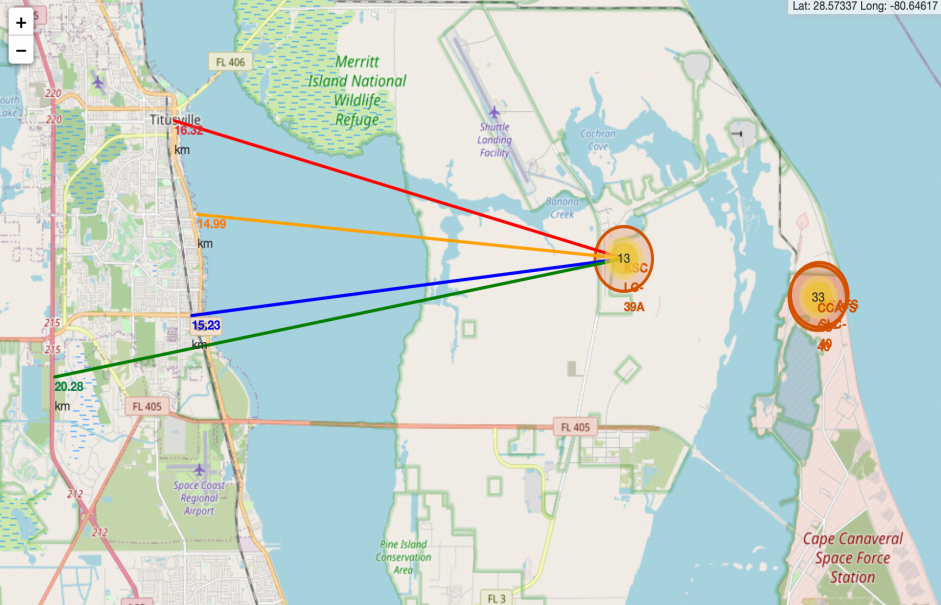 Lat: 28.57337 Long: -80.64617
+
−
FL 406
220
220
Titusville
16.32
km
Merritt
Island National
Wildlife
Refuge
Shuttle
Landing
Facility
Cochran
Cove
Banana
Creek
14.99
km
13
KSC
LC-
39A
33
15.23
km
215
215
20.28
km
FL 405
FL 405
212
212
Space Coast
Regional
Airport
Pine Island
Conservation
Area
FL 3
Cape Canaveral
Space Force
Station